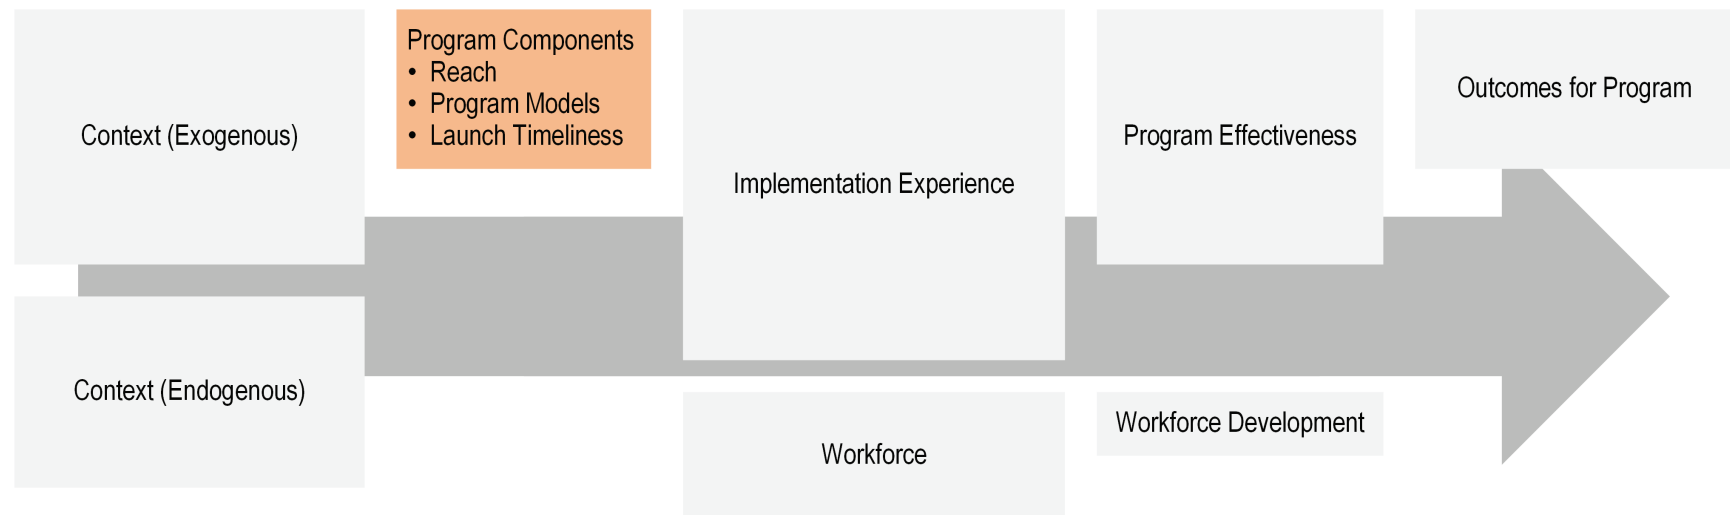 Context (Exogenous)
Context (Endogenous)
Program Components
• Reach
• Program Models
• Launch Timeliness
Implementation Experience
Workforce
Program Effectiveness
Workforce Development
Outcomes for Program